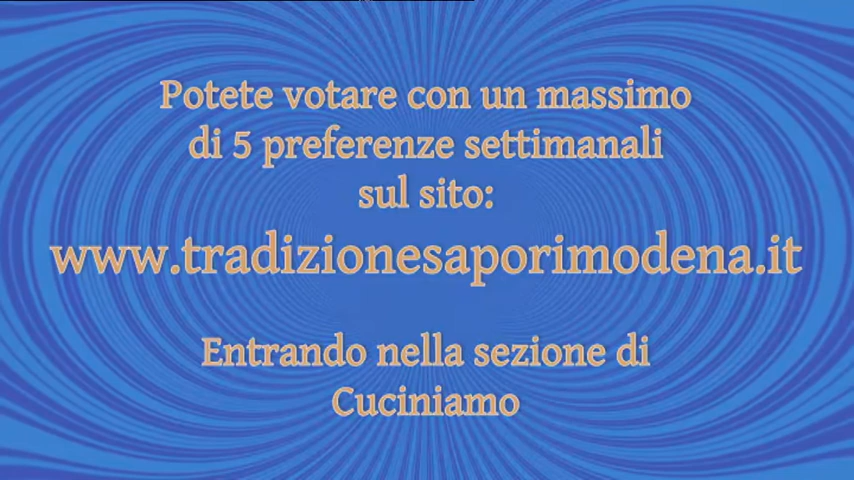 Potete votare con un massimo
di 5 preferenze settimanali
sul sito:
www.tradizionesaporimodena.it
Entrando nella sezione di
Cuciniamo